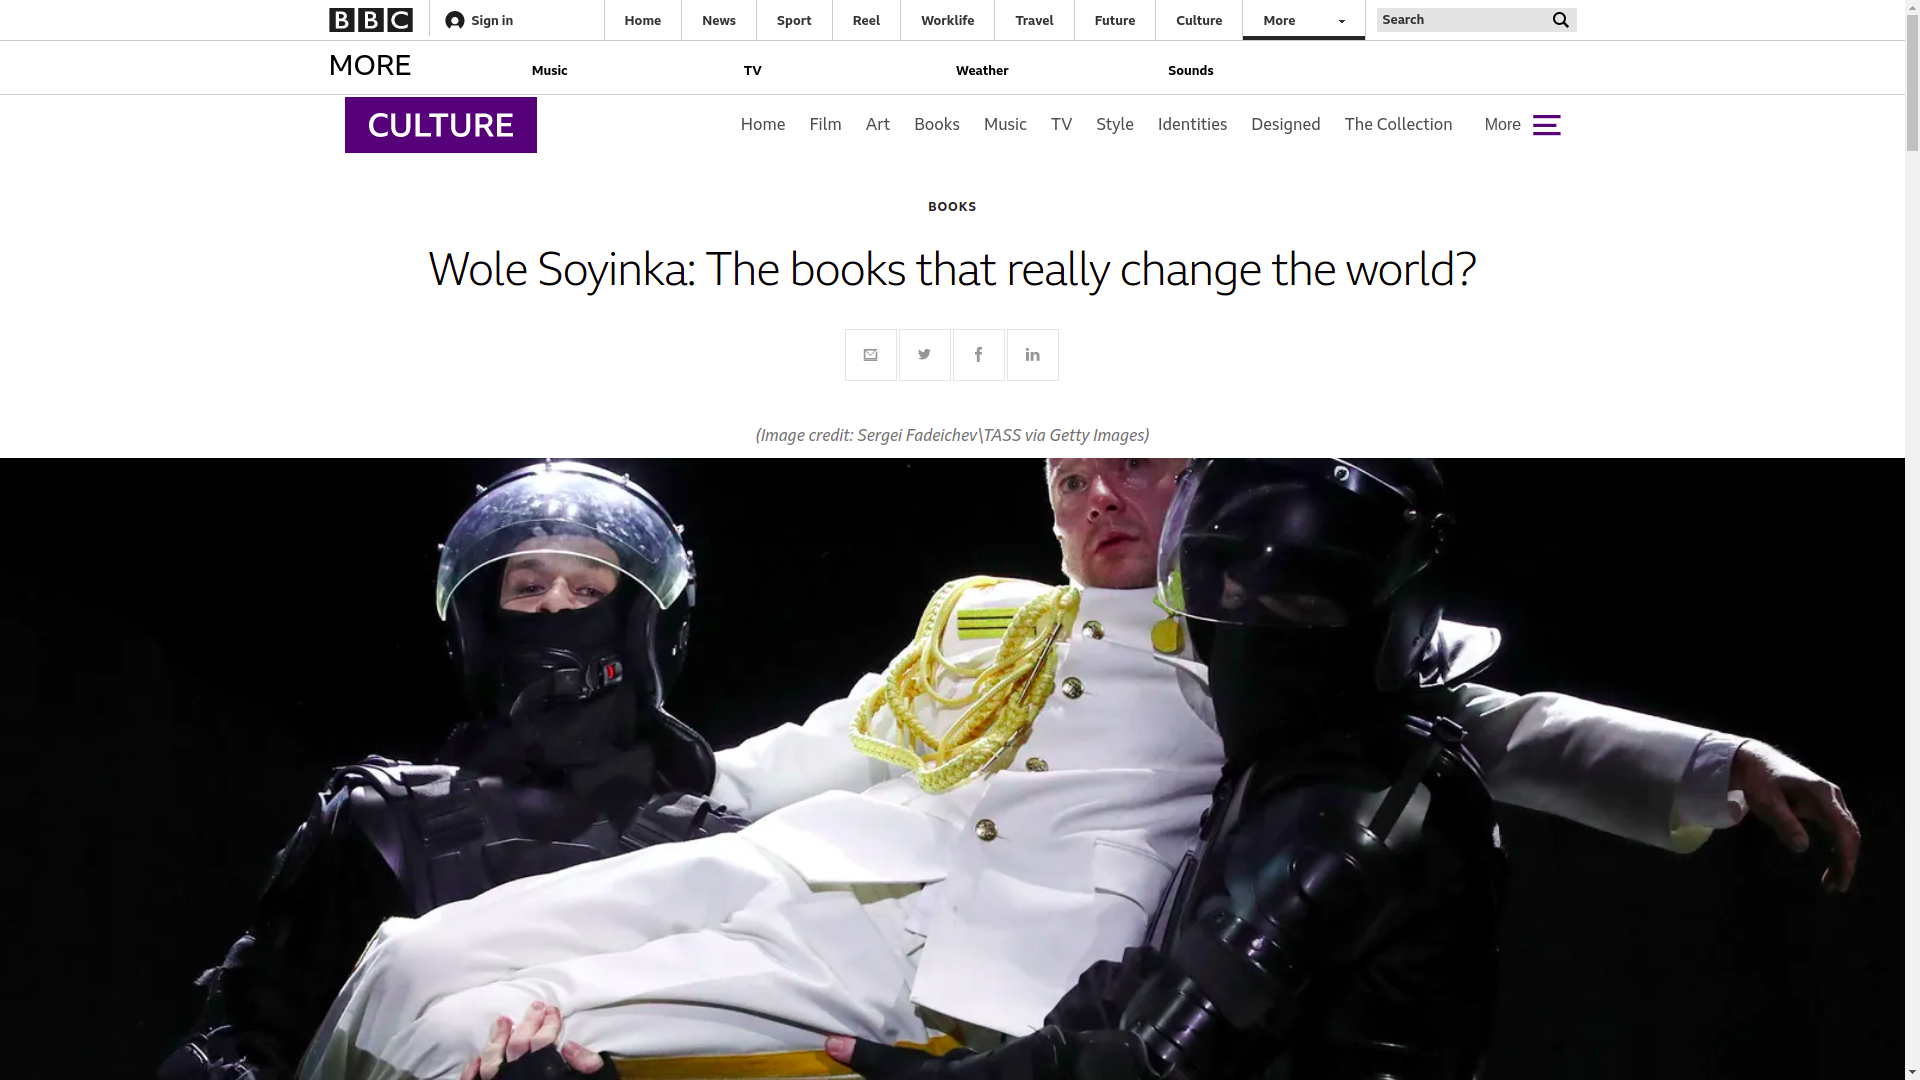 BBC Sign in Home News Sport Reel Worklife Travel Future Culture More Search
MORE Music TV Weather Sounds
CULTURE Home Film Art Books Music TV Style Identities Designed The Collection More
BOOKS
Wole Soyinka: The books that really change the world?
(Image credit: Sergei Fadeichev\TASS via Getty Images)